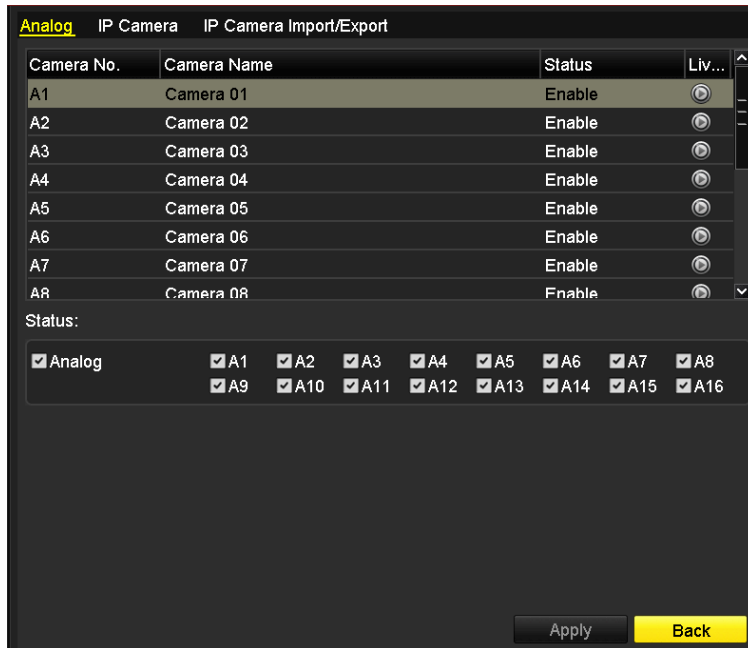 Analog IP Camera IP Camera Import/Export
Camera No. Camera Name Status Liv...
A1 Camera 01 Enable
A2 Camera 02 Enable
A3 Camera 03 Enable
A4 Camera 04 Enable
A5 Camera 05 Enable
A6 Camera 06 Enable
A7 Camera 07 Enable
A8 Camera 08 Enable
Status:
Analog A1 A2 A3 A4 A5 A6 A7 A8
A9 A10 A11 A12 A13 A14 A15 A16
Apply Back